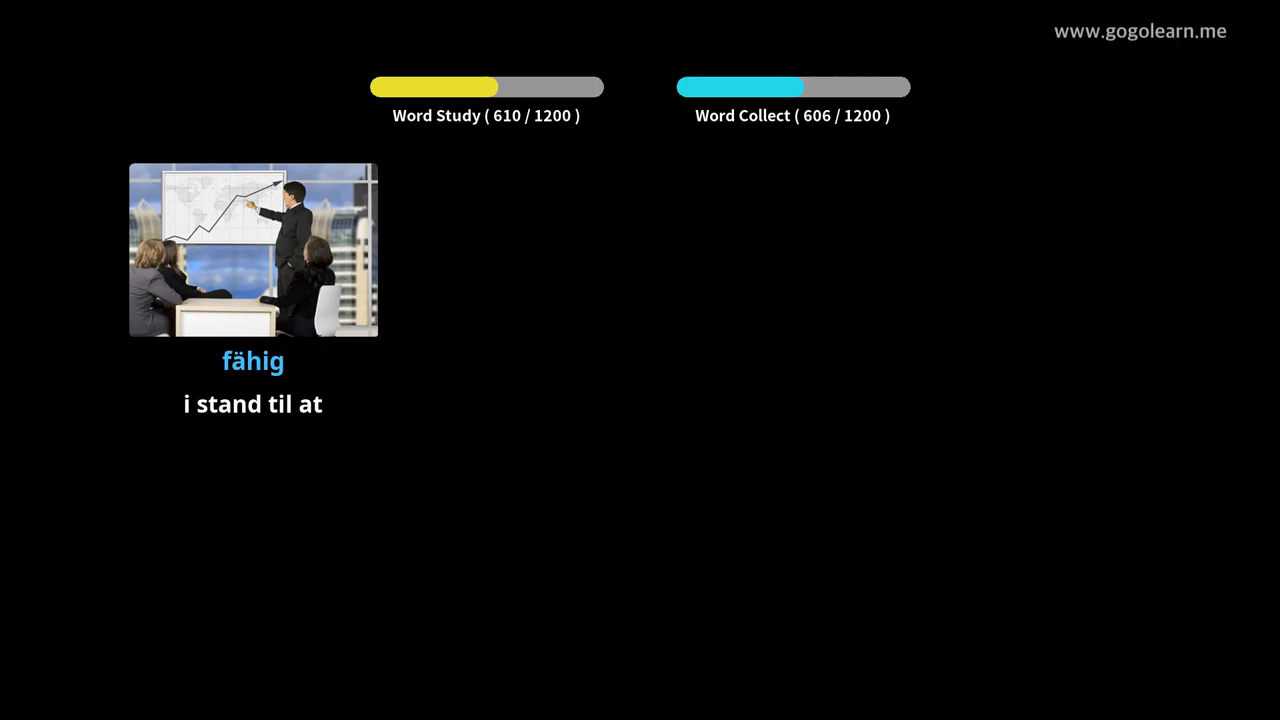 www.gogolearn.me
Word Study ( 610 / 1200 )
Word Collect ( 606 / 1200 )
fähig
i stand til at